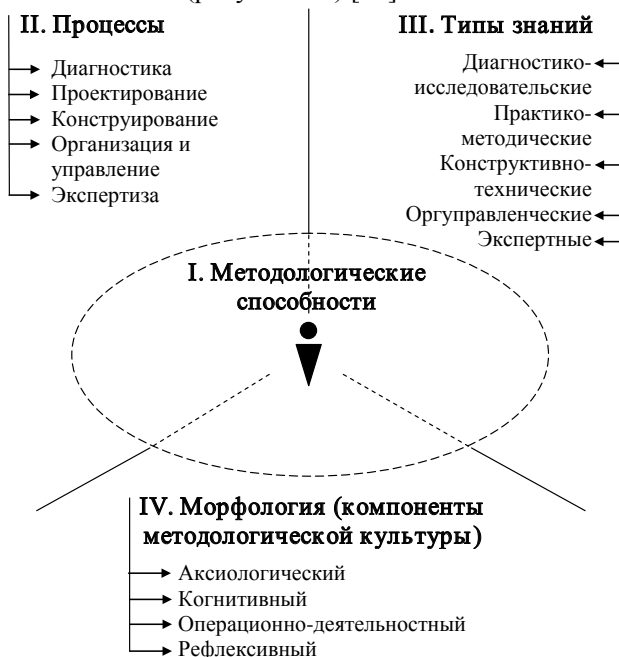 II. Процессы
Диагностика
Проектирование
Конструирование
Организация и
управление
Экспертиза
III. Типы знаний
Диагностико-
исследовательские
Практико-
методические
Конструктивно-
технические
Оргуправленческие
Экспертные
I. Методологические
способности
IV. Морфология (компоненты
методологической культуры)
Аксиологический
Когнитивный
Операционно-деятельностный
Рефлексивный